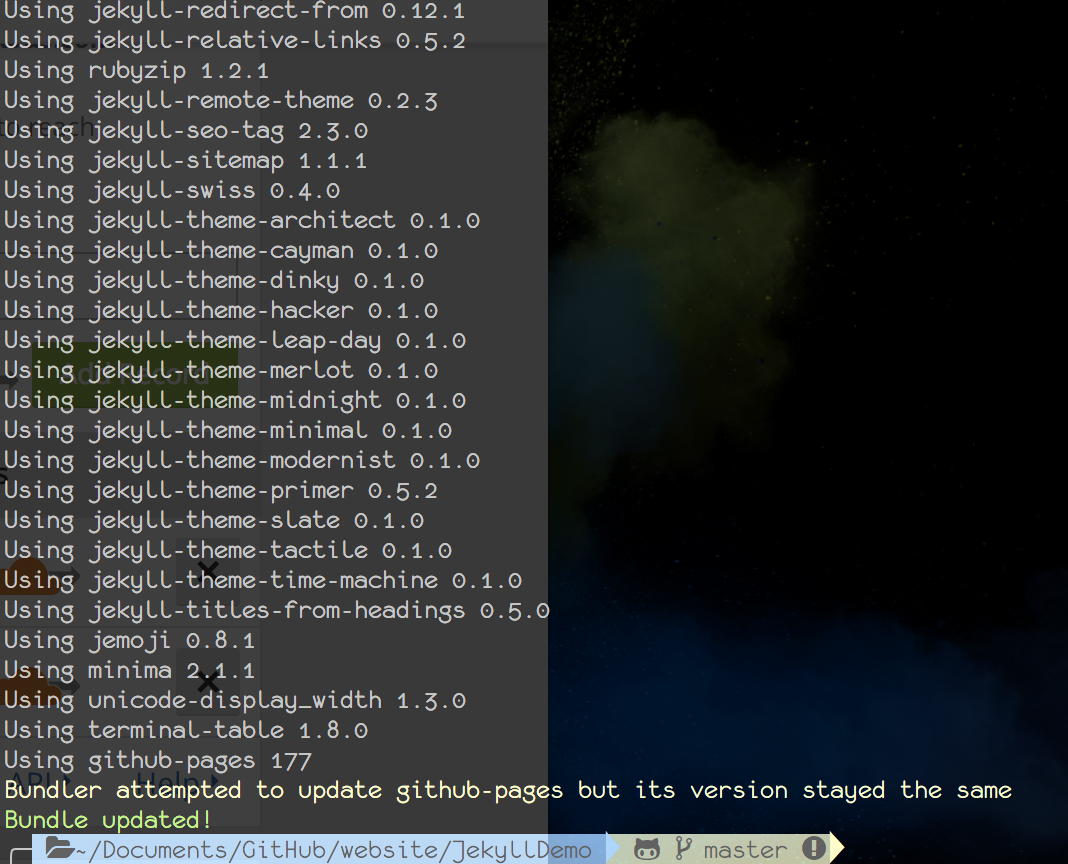 Using jekyll-redirect-from 0.12.1
Using jekyll-relative-links 0.5.2
Using rubyzip 1.2.1
Using jekyll-remote-theme 0.2.3
Using jekyll-seo-tag 2.3.0
Using jekyll-sitemap 1.1.1
Using jekyll-swiss 0.4.0
Using jekyll-theme-architect 0.1.0
Using jekyll-theme-cayman 0.1.0
Using jekyll-theme-dinky 0.1.0
Using jekyll-theme-hacker 0.1.0
Using jekyll-theme-leap-day 0.1.0
Using jekyll-theme-merlot 0.1.0
Using jekyll-theme-midnight 0.1.0
Using jekyll-theme-minimal 0.1.0
Using jekyll-theme-modernist 0.1.0
Using jekyll-theme-primer 0.5.2
Using jekyll-theme-slate 0.1.0
Using jekyll-theme-tactile 0.1.0
Using jekyll-theme-time-machine 0.1.0
Using jekyll-titles-from-headings 0.5.0
Using jemoji 0.8.1
Using minima 2.1.1
Using unicode-display_width 1.3.0
Using terminal-table 1.8.0
Using github-pages 177
Bundler attempted to update github-pages but its version stayed the same
Bundle updated!
~/Documents/GitHub/website/JekyllDemo master
Add Record
API Help